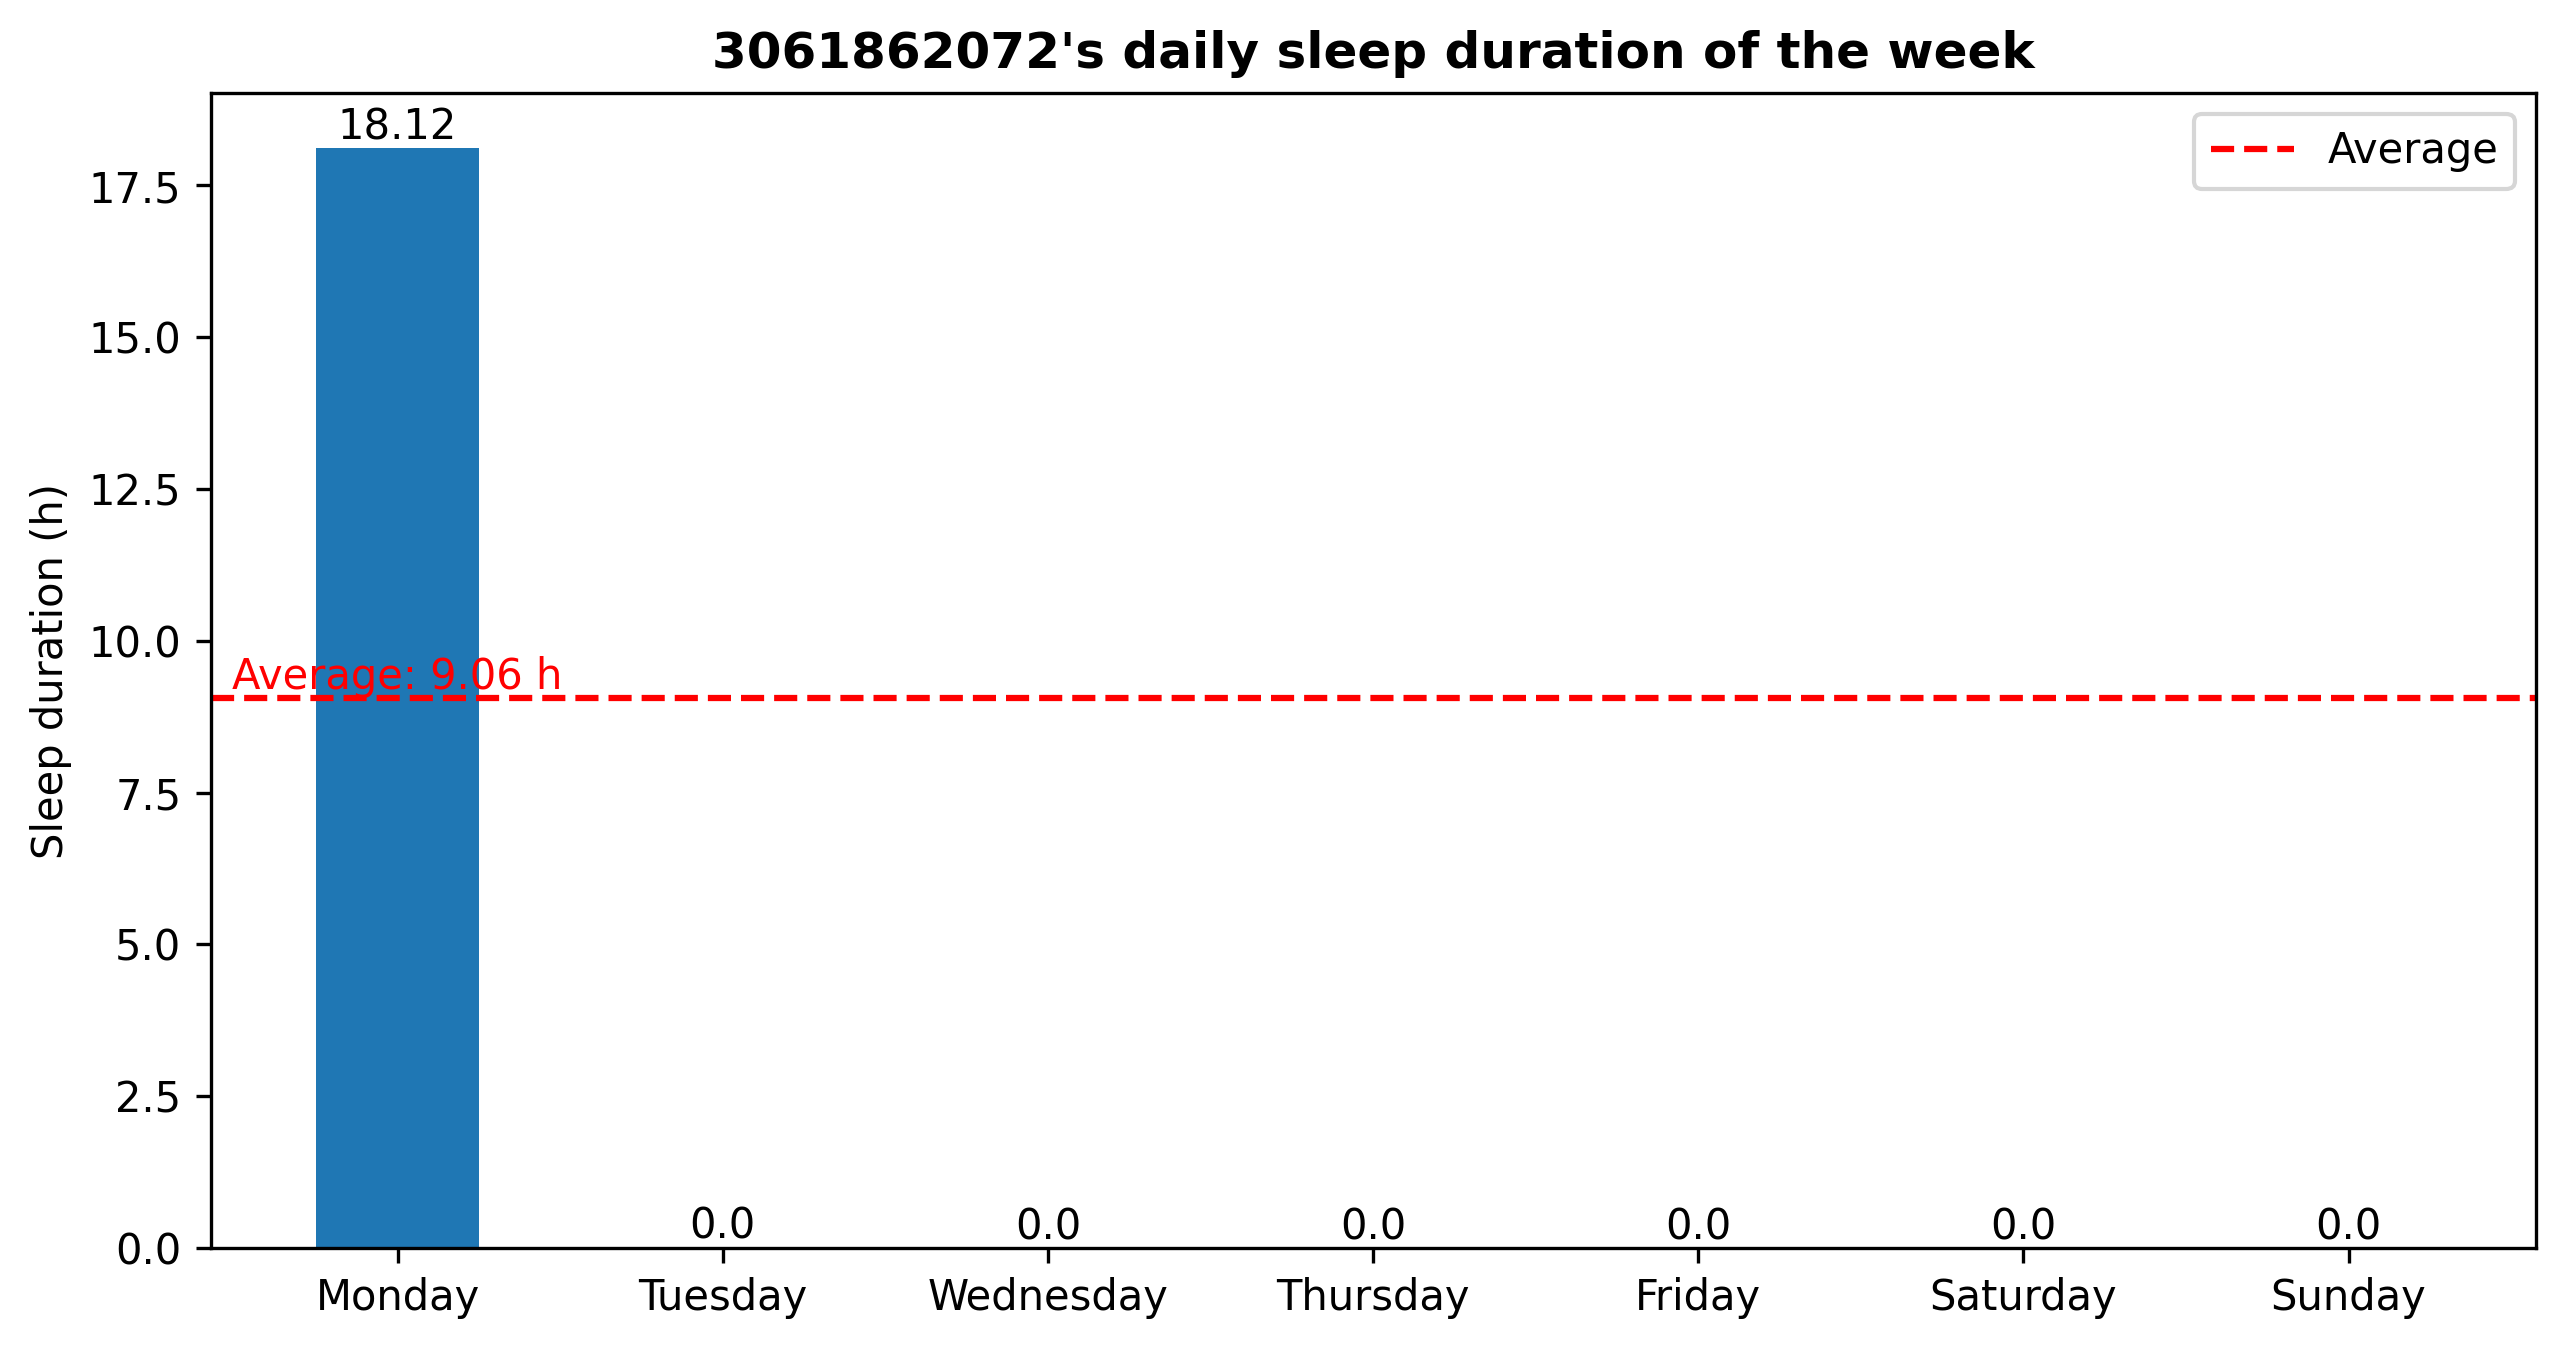 3061862072's daily sleep duration of the week
18.12
Average
17.5
15.0
12.5
10.0
7.5
5.0
2.5
0.0
Sleep duration (h)
Average: 9.06 h
0.0
0.0
0.0
0.0
0.0
0.0
Monday
Tuesday
Wednesday
Thursday
Friday
Saturday
Sunday